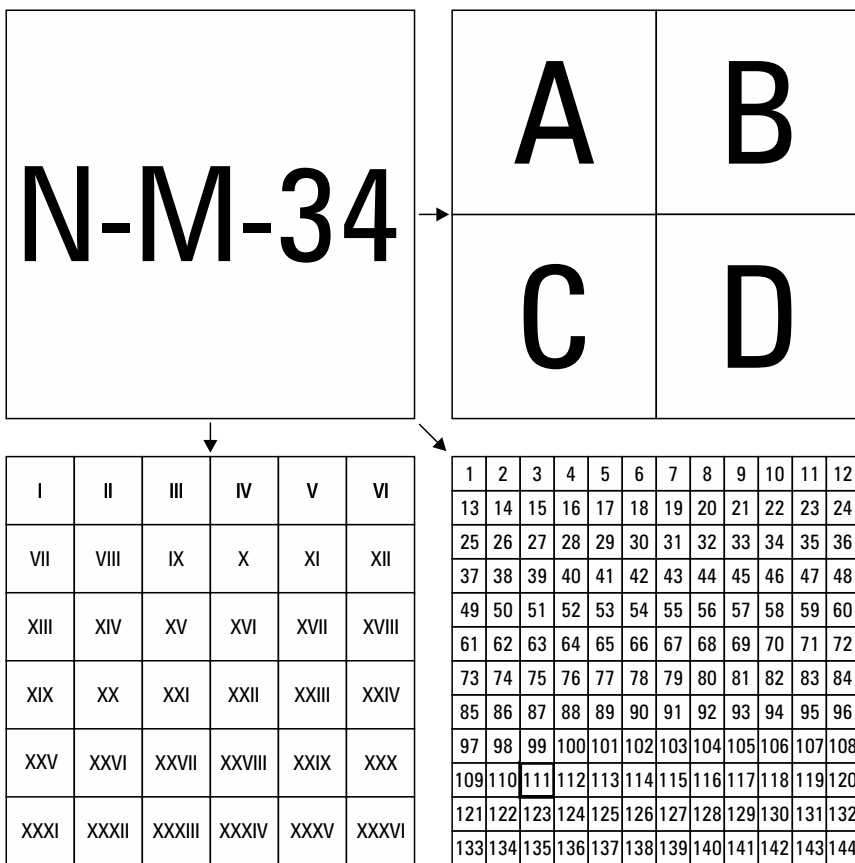 N-M-34
A B
C D
I II III IV V VI
VII VIII IX X XI XII
XIII XIV XV XVI XVII XVIII
XIX XX XXI XXII XXIII XXIV
XXV XXVI XXVII XXVIII XXIX XXX
XXXI XXXII XXXIII XXXIV XXXV XXXVI
1 2 3 4 5 6 7 8 9 10 11 12
13 14 15 16 17 18 19 20 21 22 23 24
25 26 27 28 29 30 31 32 33 34 35 36
37 38 39 40 41 42 43 44 45 46 47 48
49 50 51 52 53 54 55 56 57 58 59 60
61 62 63 64 65 66 67 68 69 70 71 72
73 74 75 76 77 78 79 80 81 82 83 84
85 86 87 88 89 90 91 92 93 94 95 96
97 98 99 100 101 102 103 104 105 106 107 108
109 110 111 112 113 114 115 116 117 118 119 120
121 122 123 124 125 126 127 128 129 130 131 132
133 134 135 136 137 138 139 140 141 142 143 144